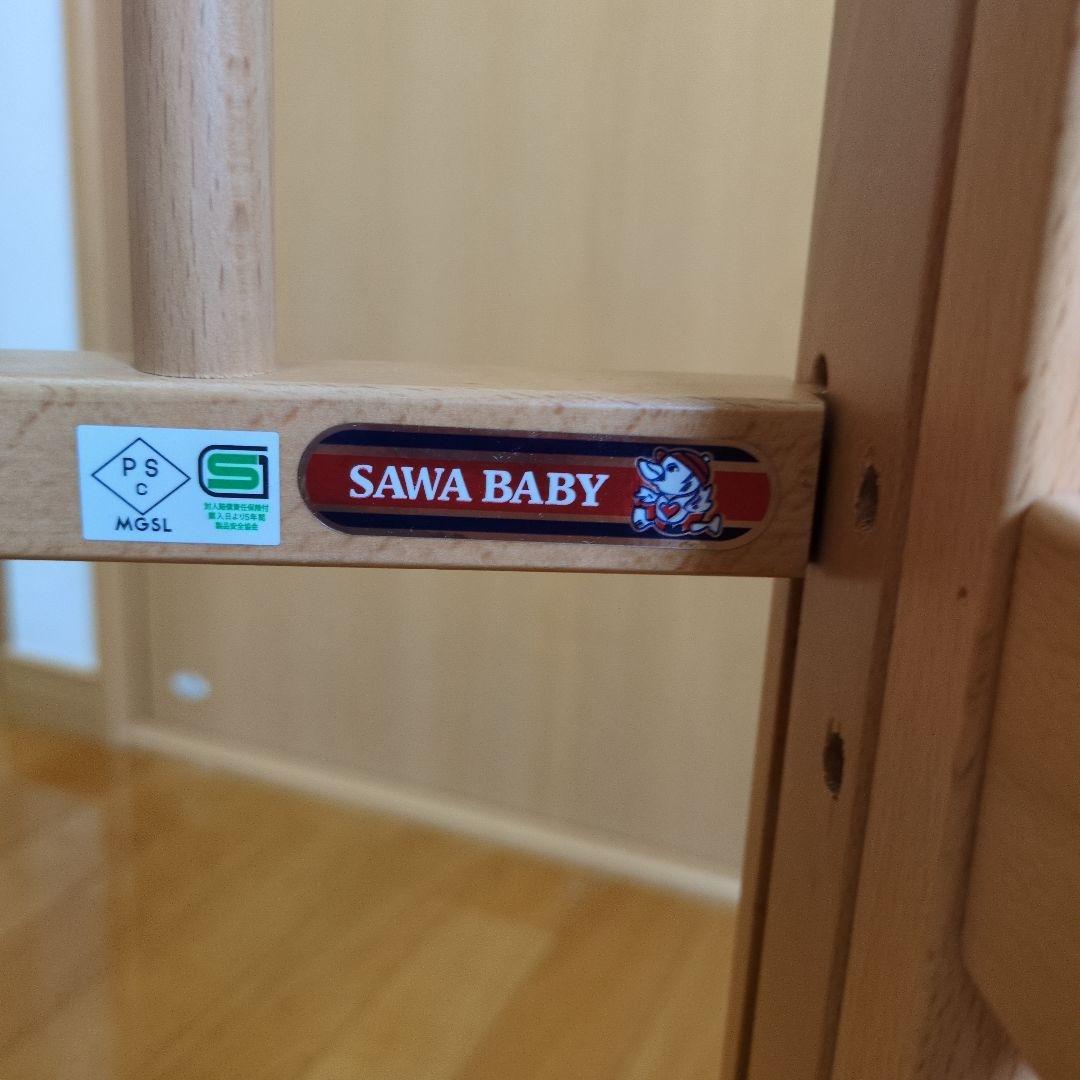 PS
C
MGSL
S
対人賠償責任保険付
購入日より5年間
製品安全協会
SAWA BABY